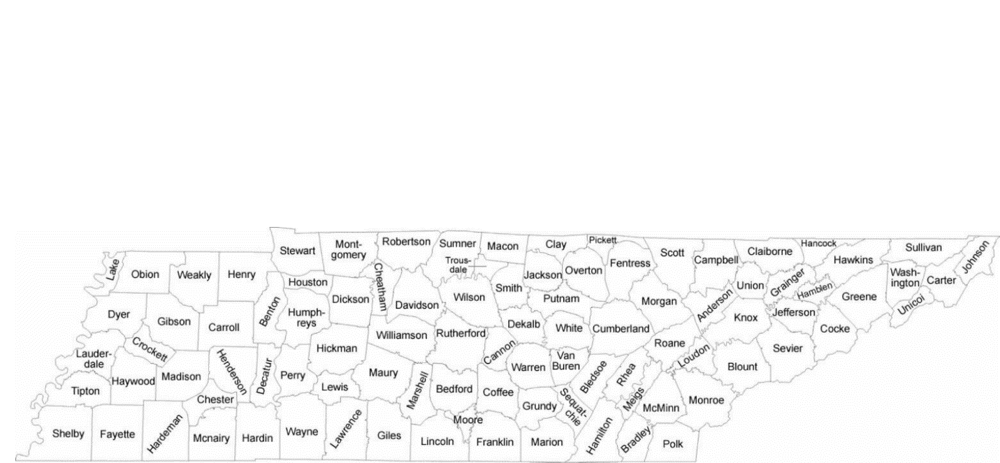 Stewart
Mont-
gomery
Robertson
Sumner
Macon
Clay
Pickett
Scott
Campbell
Claiborne
Hancock
Hawkins
Sullivan
Johnson
Lake
Obion
Weakly
Henry
Houston
Cheatham
Trous-
dale
Jackson
Overton
Fentress
Union
Grainger
Hamblen
Greene
Wash-
ington
Carter
Unicoi
Dyer
Gibson
Carroll
Benton
Humph-
reys
Dickson
Davidson
Wilson
Smith
Putnam
Morgan
Anderson
Knox
Jefferson
Cocke
Crockett
Hickman
Williamson
Rutherford
Dekalb
White
Cumberland
Roane
Loudon
Blount
Sevier
Lauder-
dale
Haywood
Madison
Henderson
Decatur
Perry
Lewis
Maury
Marshell
Bedford
Cannon
Coffee
Warren
Van
Buren
Bledsoe
Rhea
Meigs
McMinn
Monroe
Tipton
Chester
Moore
Grundy
Sequat-
chie
Shelby
Fayette
Hardeman
Mcnairy
Hardin
Wayne
Lawrence
Giles
Lincoln
Franklin
Marion
Hamilton
Bradley
Polk